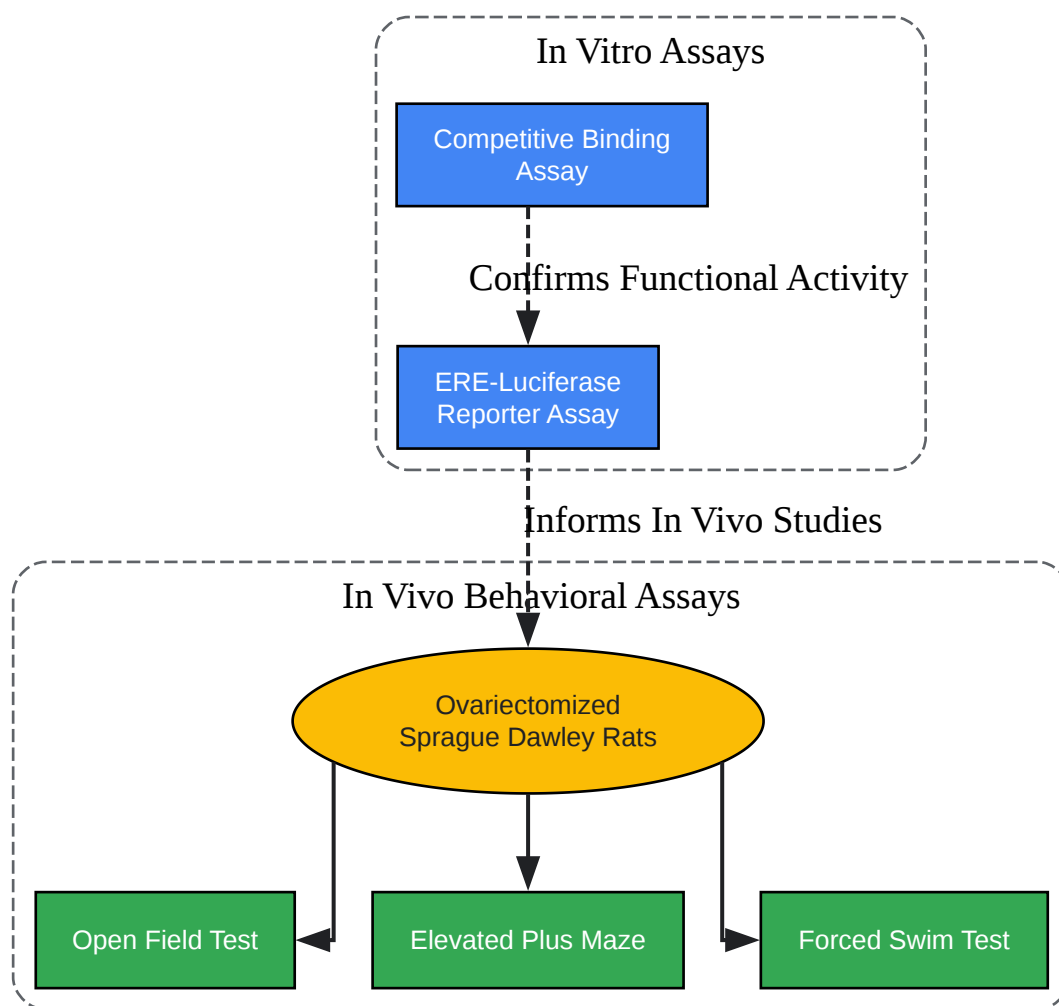 In Vitro Assays
Competitive Binding
Assay
Confirms Functional Activity
ERE-Luciferase
Reporter Assay
Informs In Vivo Studies
In Vivo Behavioral Assays
Ovariectomized
Sprague Dawley Rats
Open Field Test
Elevated Plus Maze
Forced Swim Test